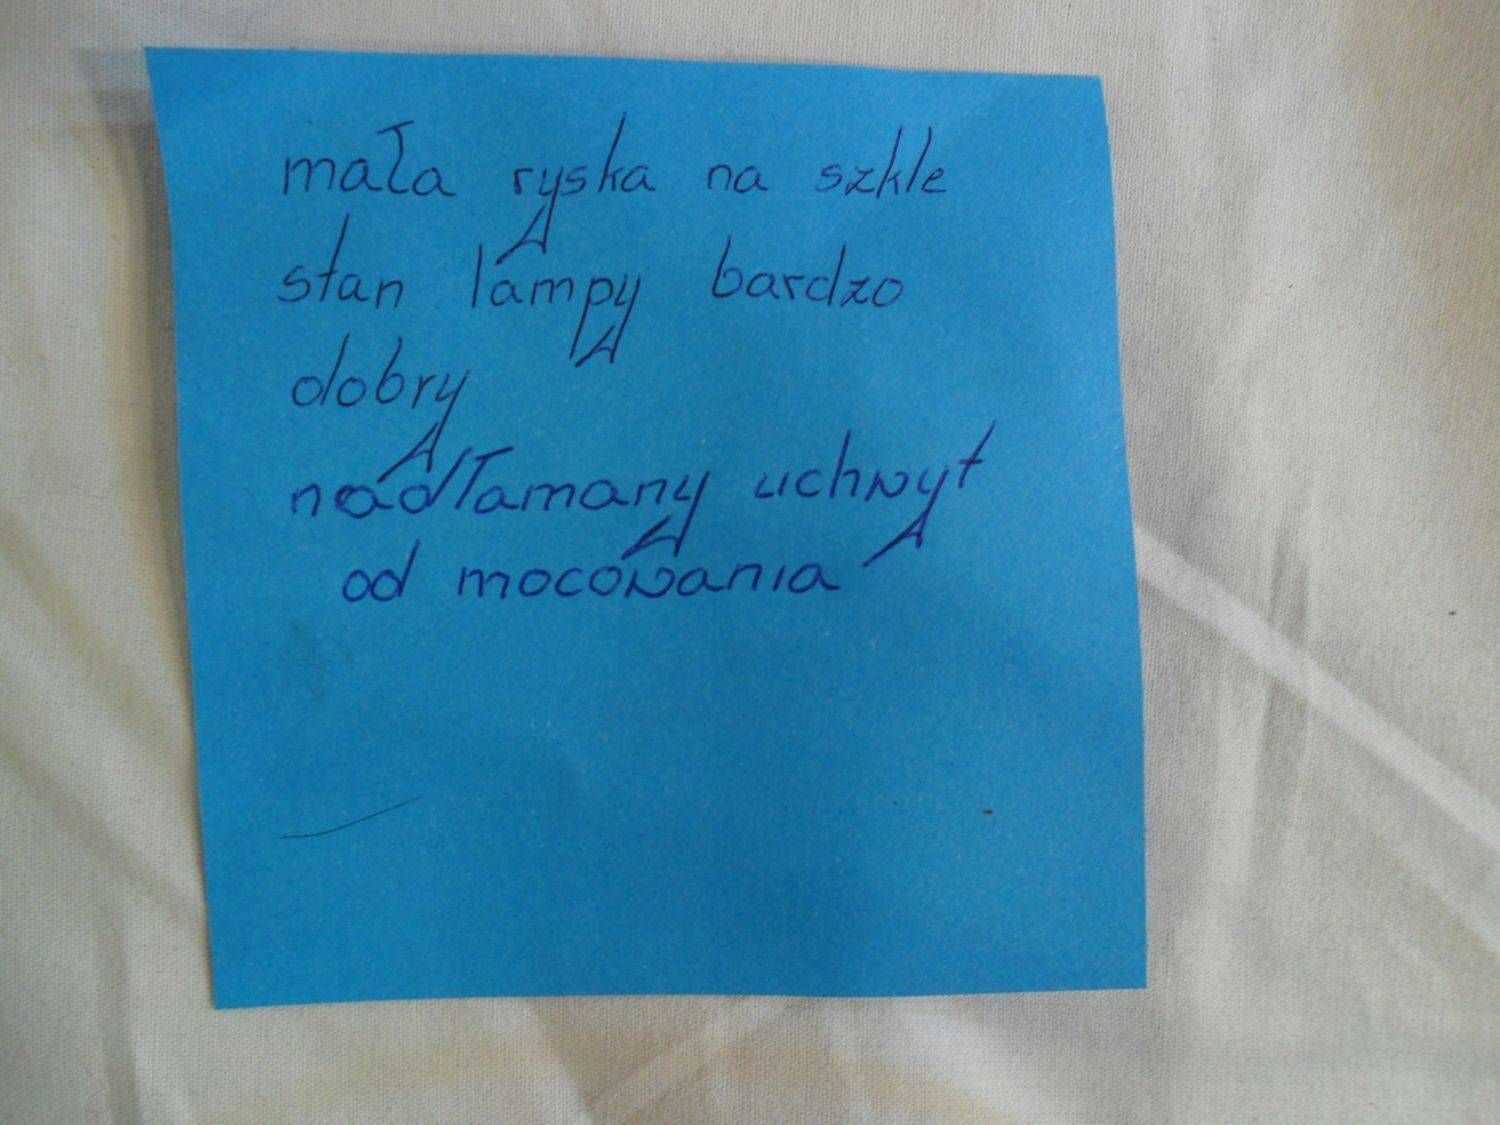 mała ryska na szkle
stan lampy bardzo
dobry
nadłamany uchwyt
od mocowania